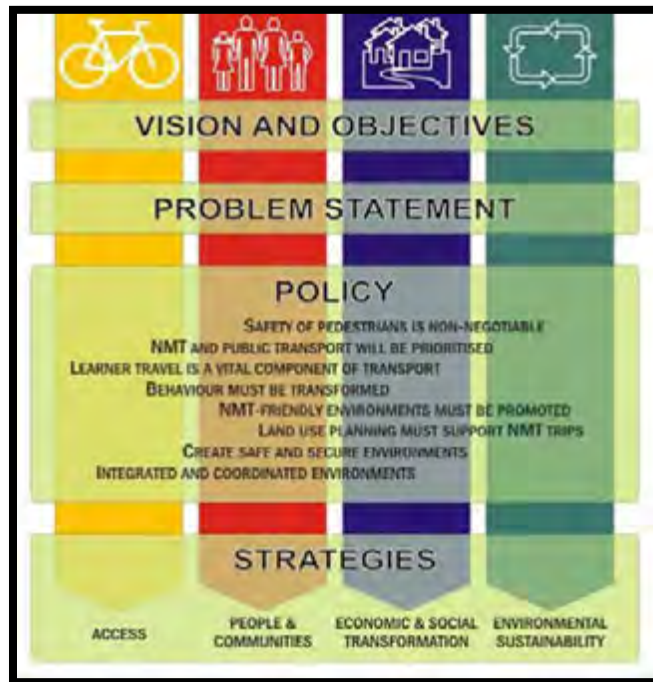 VISION AND OBJECTIVES
PROBLEM STATEMENT
POLICY
SAFETY OF PEDESTRIANS IS NON-NEGOTIABLE
NMT AND PUBLIC TRANSPORT WILL BE PRIORITISED
LEARNER TRAVEL IS A VITAL COMPONENT OF TRANSPORT
BEHAVIOUR MUST BE TRANSFORMED
NMT-FRIENDLY ENVIRONMENTS MUST BE PROMOTED
LAND USE PLANNING MUST SUPPORT NMT TRIPS
CREATE SAFE AND SECURE ENVIRONMENTS
INTEGRATED AND COORDINATED ENVIRONMENTS
STRATEGIES
ACCESS
PEOPLE &
COMMUNITIES
ECONOMIC & SOCIAL
TRANSFORMATION
ENVIRONMENTAL
SUSTAINABILITY